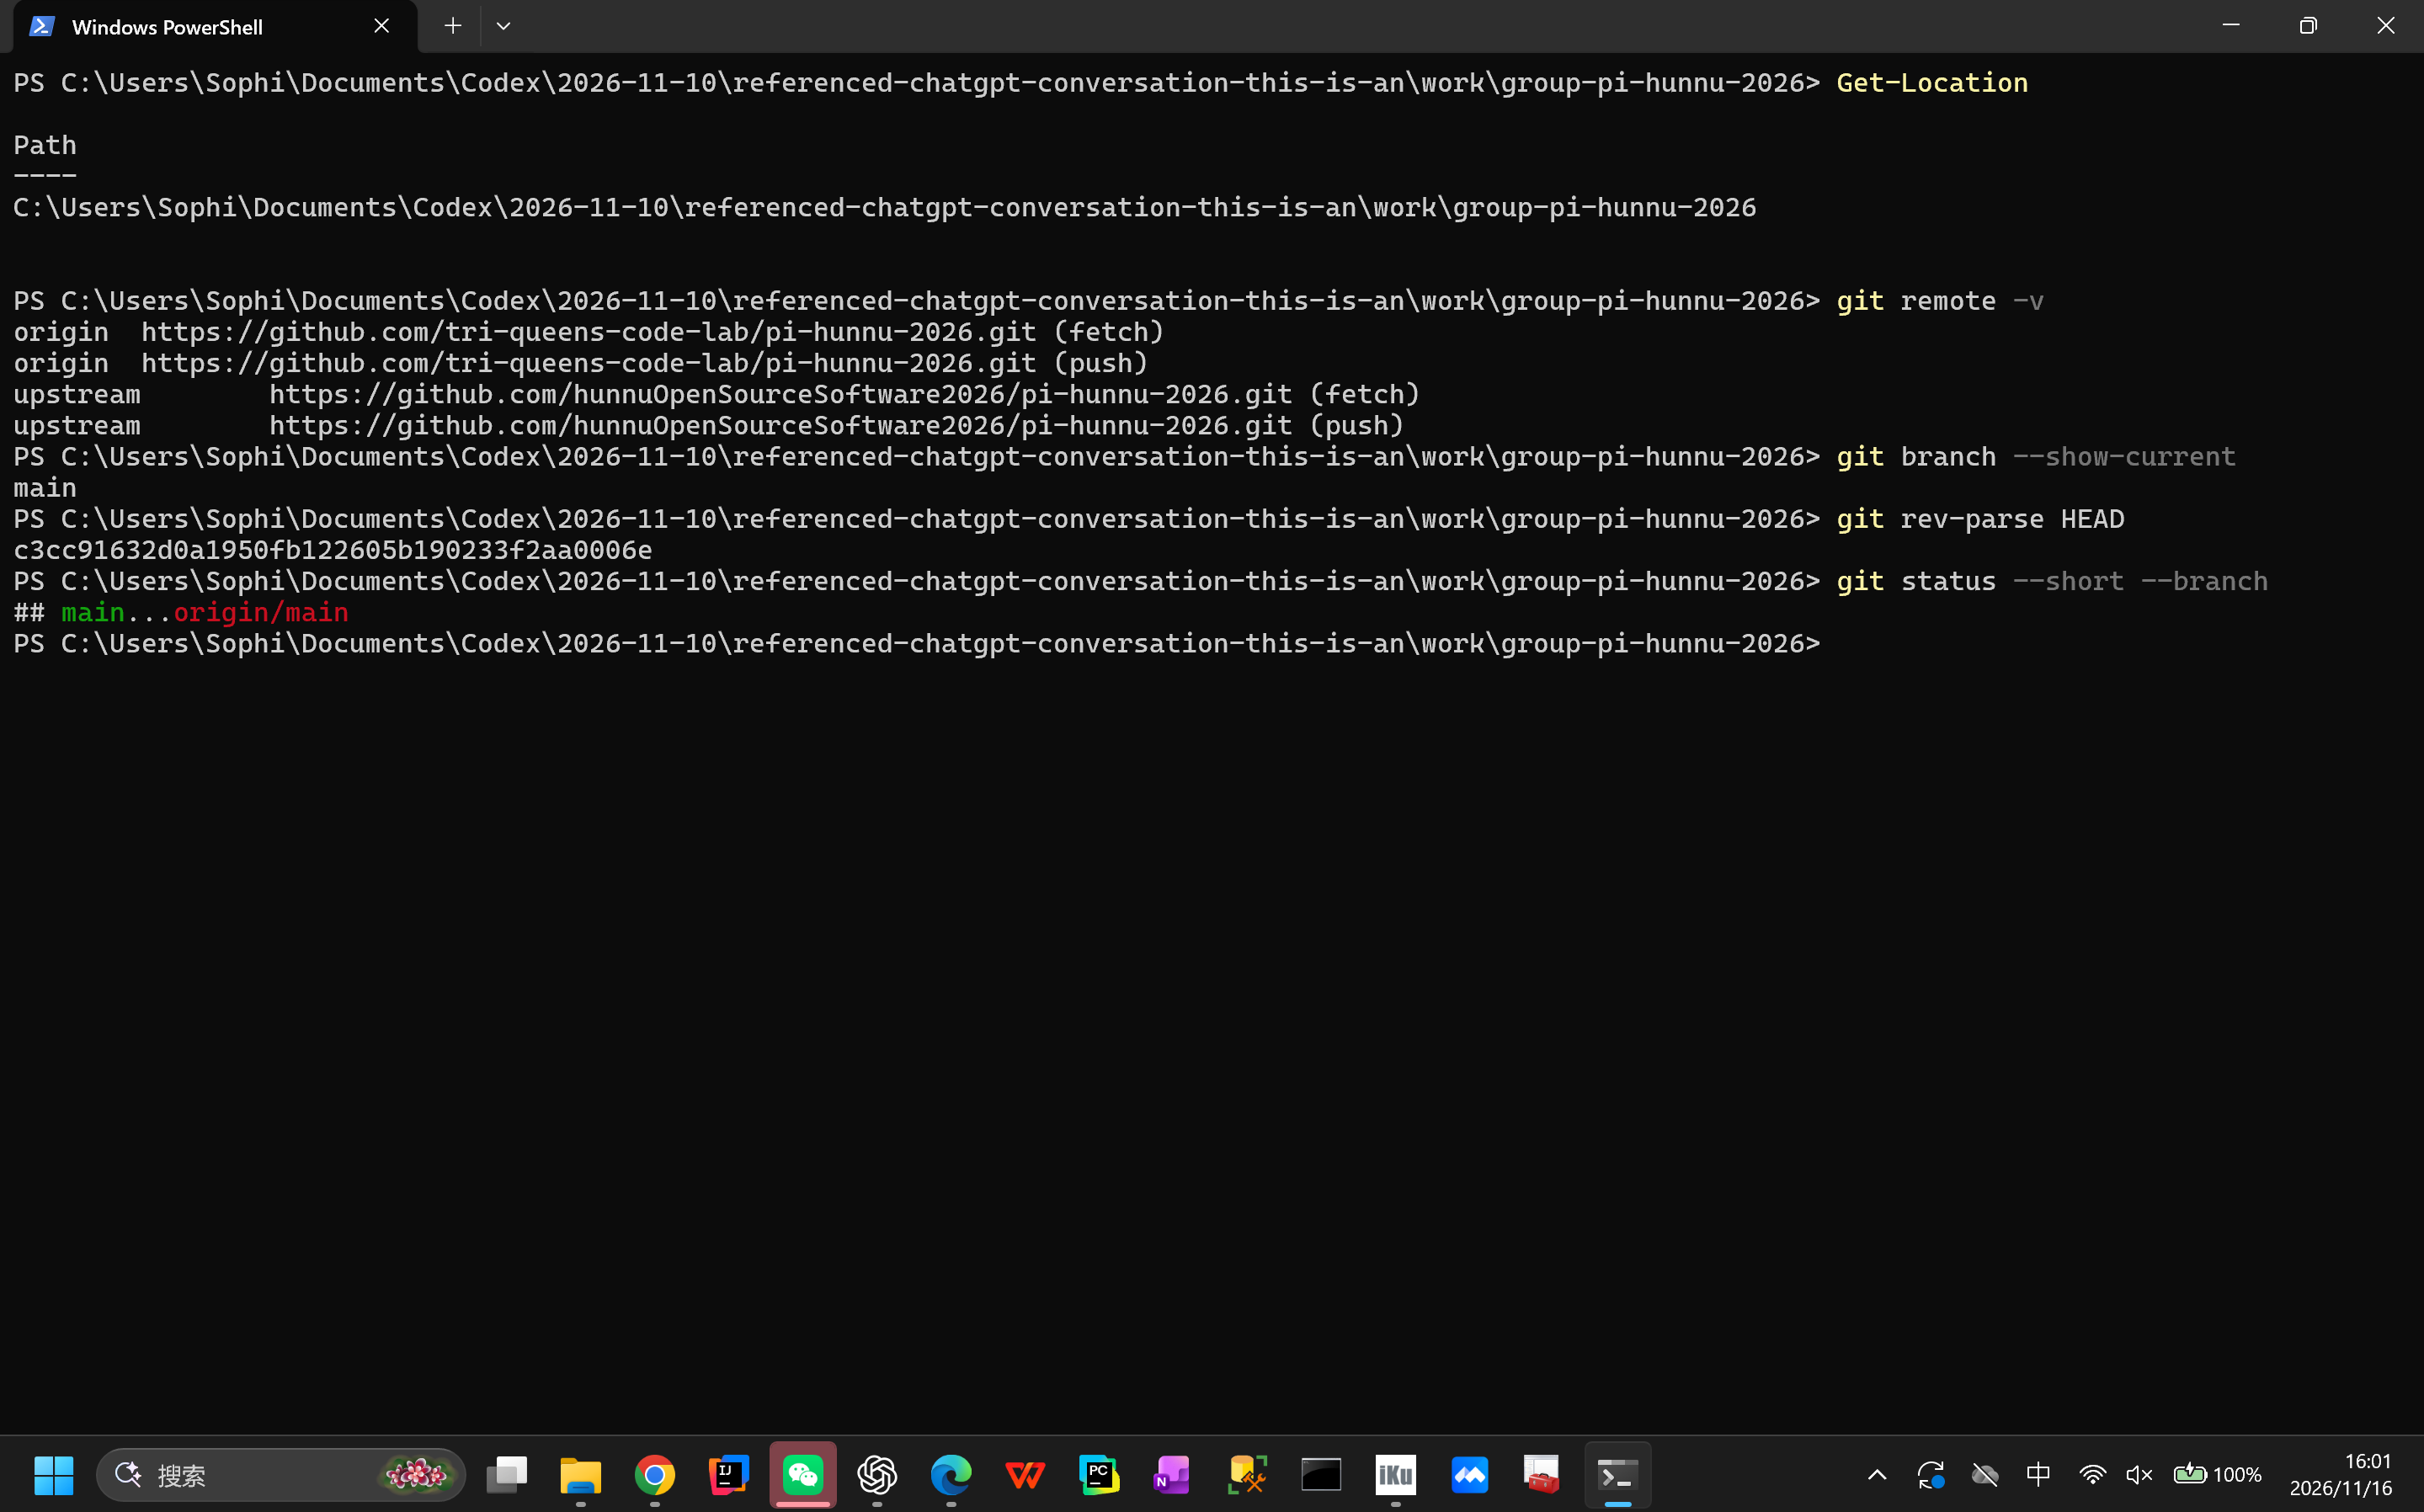 Windows PowerShell
PS C:\Users\Sophi\Documents\Codex\2026-11-10\referenced-chatgpt-conversation-this-is-an\work\group-pi-hunnu-2026> Get-Location
Path
----
C:\Users\Sophi\Documents\Codex\2026-11-10\referenced-chatgpt-conversation-this-is-an\work\group-pi-hunnu-2026
PS C:\Users\Sophi\Documents\Codex\2026-11-10\referenced-chatgpt-conversation-this-is-an\work\group-pi-hunnu-2026> git remote -v
origin  https://github.com/tri-queens-code-lab/pi-hunnu-2026.git (fetch)
origin  https://github.com/tri-queens-code-lab/pi-hunnu-2026.git (push)
upstream        https://github.com/hunnuOpenSourceSoftware2026/pi-hunnu-2026.git (fetch)
upstream        https://github.com/hunnuOpenSourceSoftware2026/pi-hunnu-2026.git (push)
PS C:\Users\Sophi\Documents\Codex\2026-11-10\referenced-chatgpt-conversation-this-is-an\work\group-pi-hunnu-2026> git branch --show-current
main
PS C:\Users\Sophi\Documents\Codex\2026-11-10\referenced-chatgpt-conversation-this-is-an\work\group-pi-hunnu-2026> git rev-parse HEAD
c3cc91632d0a1950fb122605b190233f2aa0006e
PS C:\Users\Sophi\Documents\Codex\2026-11-10\referenced-chatgpt-conversation-this-is-an\work\group-pi-hunnu-2026> git status --short --branch
## main...origin/main
PS C:\Users\Sophi\Documents\Codex\2026-11-10\referenced-chatgpt-conversation-this-is-an\work\group-pi-hunnu-2026>
搜索
IJ
PC
N
iKu
中
100%
16:01
2026/11/16